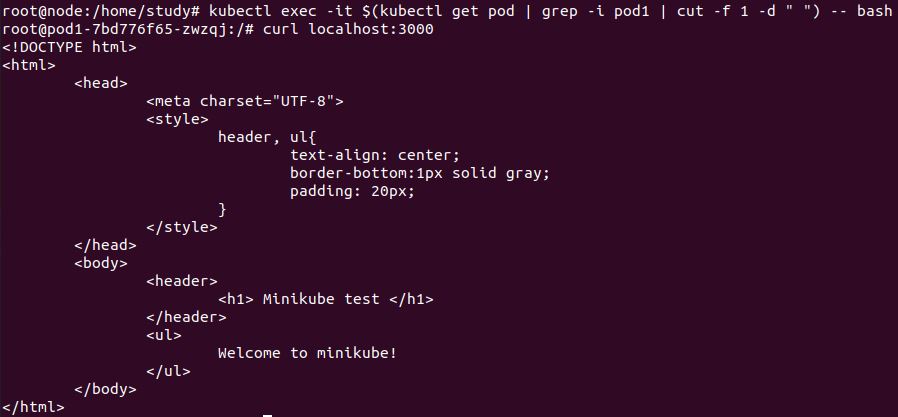 root@node:/home/study# kubectl exec -it $(kubectl get pod | grep -i pod1 | cut -f 1 -d " ") -- bash
root@pod1-7bd776f65-zwzqj:/# curl localhost:3000
<!DOCTYPE html>
<html>
        <head>
                <meta charset="UTF-8">
                <style>
                        header, ul{
                                text-align: center;
                                border-bottom:1px solid gray;
                                padding: 20px;
                        }
                </style>
        </head>
        <body>
                <header>
                        <h1> Minikube test </h1>
                </header>
                <ul>
                        Welcome to minikube!
                </ul>
        </body>
</html>